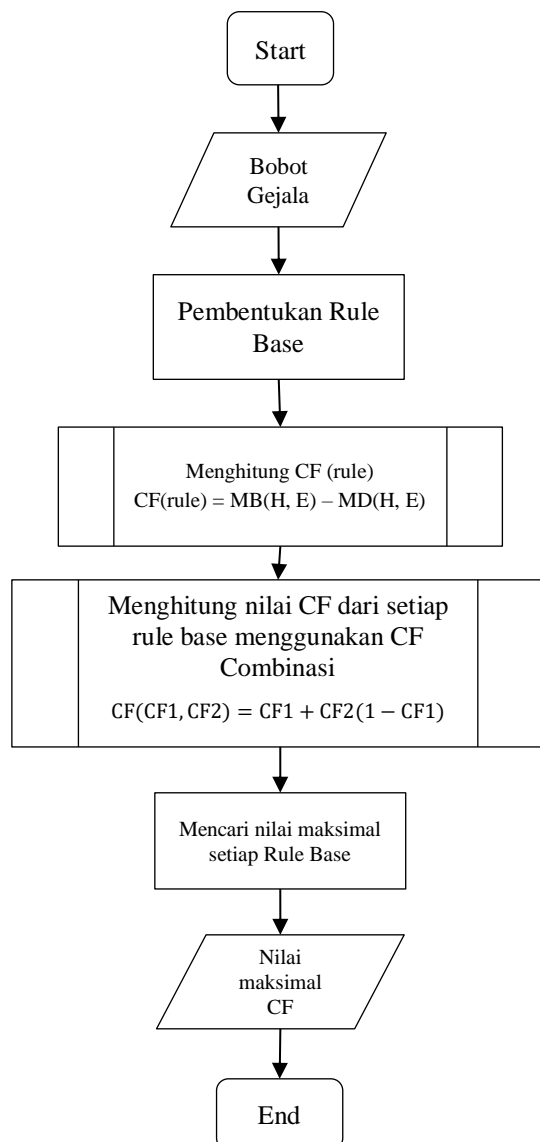 Start
Bobot
Gejala
Pembentukan Rule
Base
Menghitung CF (rule)
CF(rule) = MB(H, E) – MD(H, E)
Menghitung nilai CF dari setiap
rule base menggunakan CF
Combinasi
CF(CF1, CF2) = CF1 + CF2(1 − CF1)
Mencari nilai maksimal
setiap Rule Base
Nilai
maksimal
CF
End